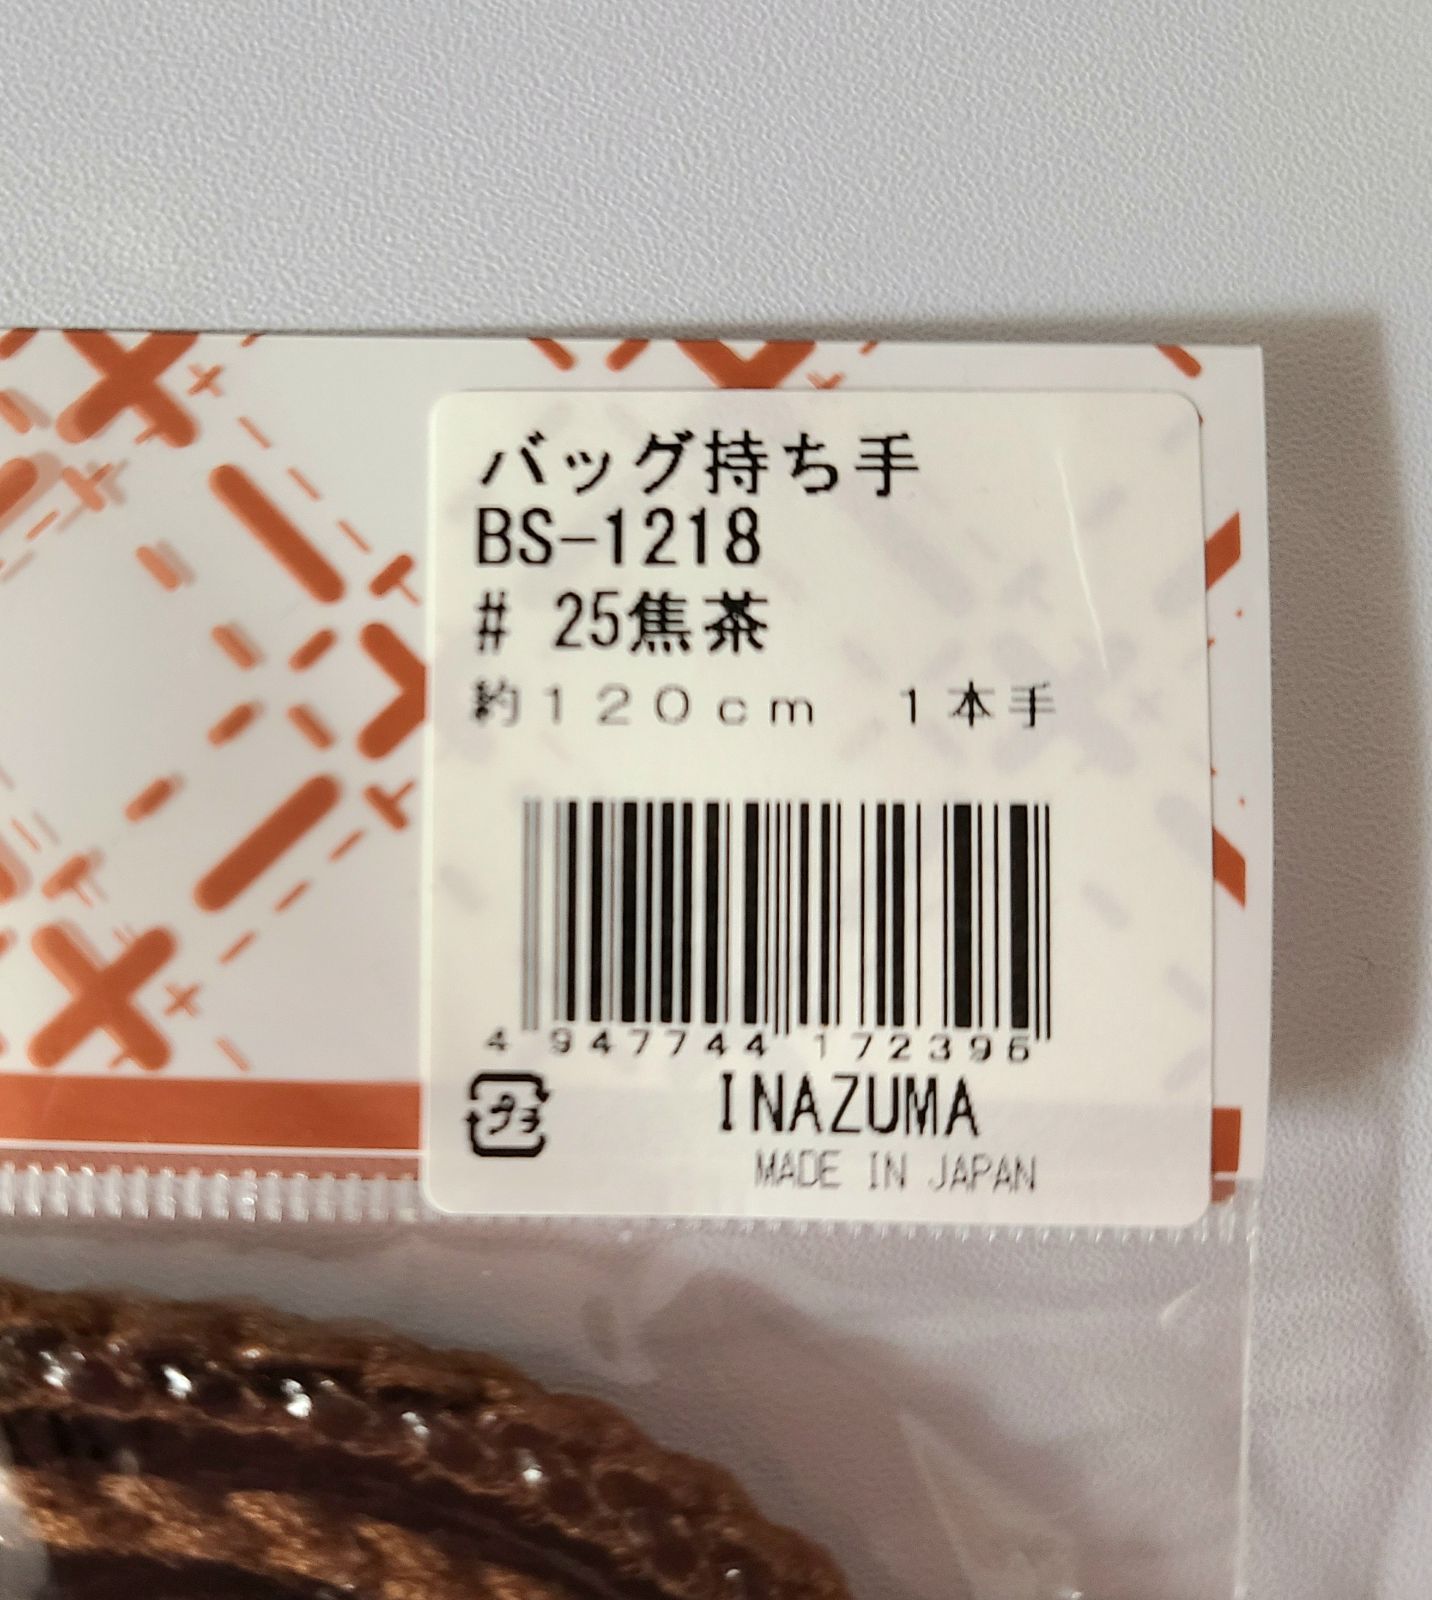 バッグ持ち手
BS-1218
# 25焦茶
約120cm 1本手
4 947744 172396
プラ
INAZUMA
MADE IN JAPAN